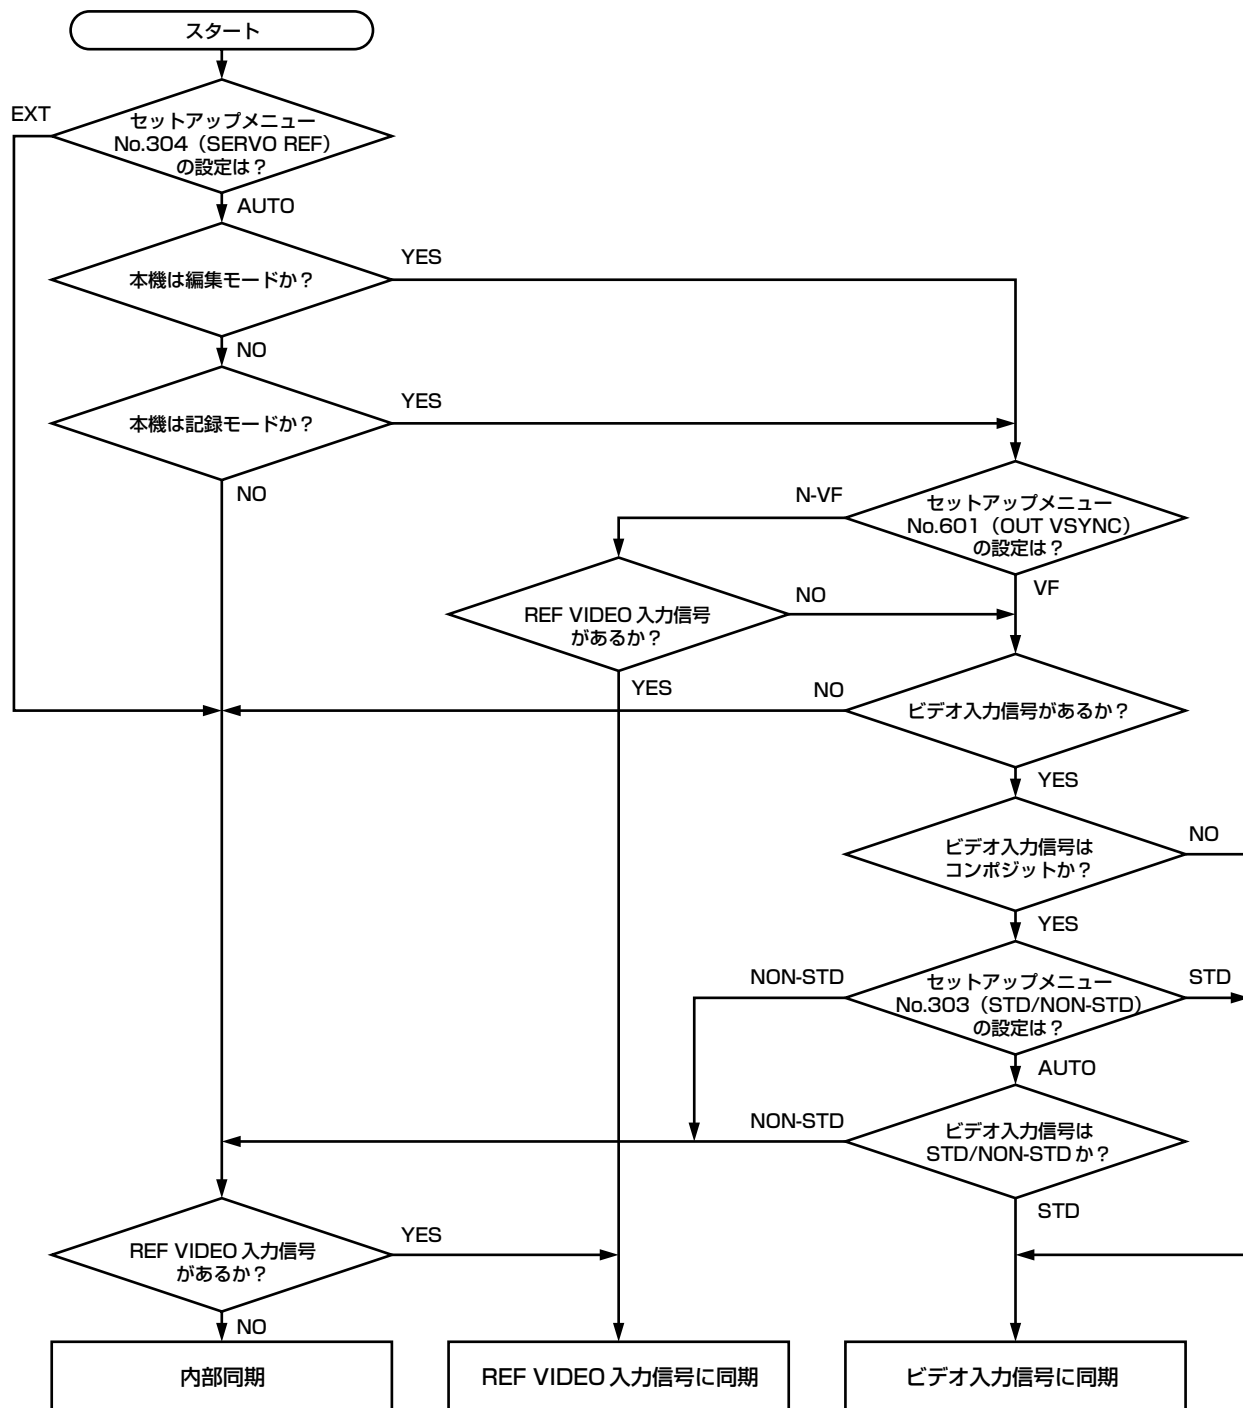 スタート
EXT
セットアップメニュー
No.304（SERVO REF）
の設定は？
AUTO
本機は編集モードか？
YES
NO
本機は記録モードか？
YES
NO
N-VF
セットアップメニュー
No.601（OUT VSYNC）
の設定は？
VF
REF VIDEO 入力信号
があるか？
NO
YES
NO
ビデオ入力信号があるか？
YES
ビデオ入力信号は
コンポジットか？
NO
YES
NON-STD
セットアップメニュー
No.303（STD/NON-STD）
の設定は？
STD
AUTO
NON-STD
ビデオ入力信号は
STD/NON-STD か？
STD
REF VIDEO 入力信号
があるか？
YES
NO
内部同期
REF VIDEO 入力信号に同期
ビデオ入力信号に同期